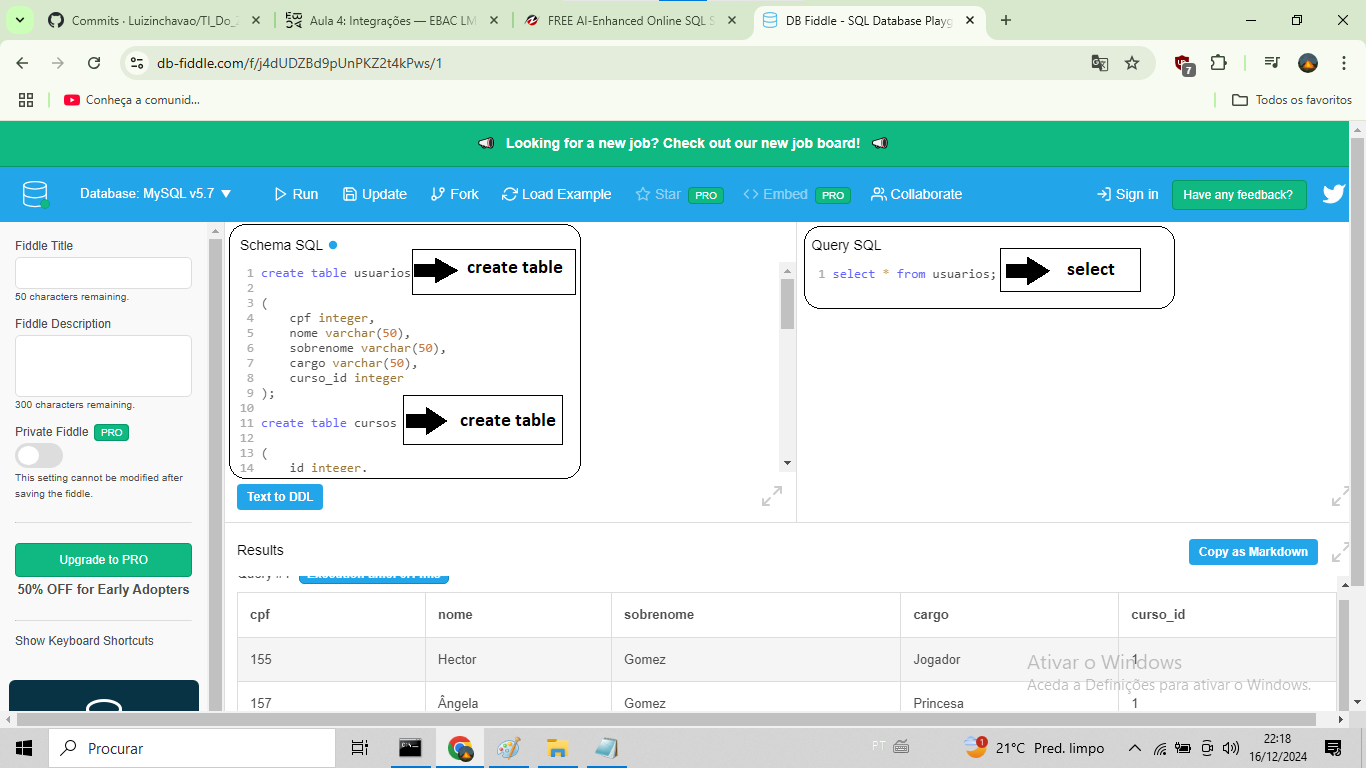 Commits · Luizinchavao/TI_Do_
Aula 4: Integrações — EBAC LM
FREE AI-Enhanced Online SQL S
DB Fiddle - SQL Database Playg
db-fiddle.com/f/j4dUDZBd9pUnPKZ2t4kPws/1
7
Conheça a comunid...
Todos os favoritos
Looking for a new job? Check out our new job board!
Database: MySQL v5.7
Run
Update
Fork
Load Example
Star PRO
Embed PRO
Collaborate
Sign in
Have any feedback?
Fiddle Title
50 characters remaining.
Fiddle Description
300 characters remaining.
Private Fiddle PRO
This setting cannot be modified after
saving the fiddle.
Upgrade to PRO
50% OFF for Early Adopters
Show Keyboard Shortcuts
Schema SQL
1 create table usuarios
create table
2
3 (
4 cpf integer,
5 nome varchar(50),
6 sobrenome varchar(50),
7 cargo varchar(50),
8 curso_id integer
9 );
10
11 create table cursos
create table
12
13 (
14 id integer,
Text to DDL
Query SQL
1 select * from usuarios;
select
Results
Copy as Markdown
cpf nome sobrenome cargo curso_id
155 Hector Gomez Jogador 1
157 Ângela Gomez Princesa 1
Ativar o Windows
Aceda a Definições para ativar o Windows.
Procurar
PT
1
21°C Pred. limpo
22:18
16/12/2024